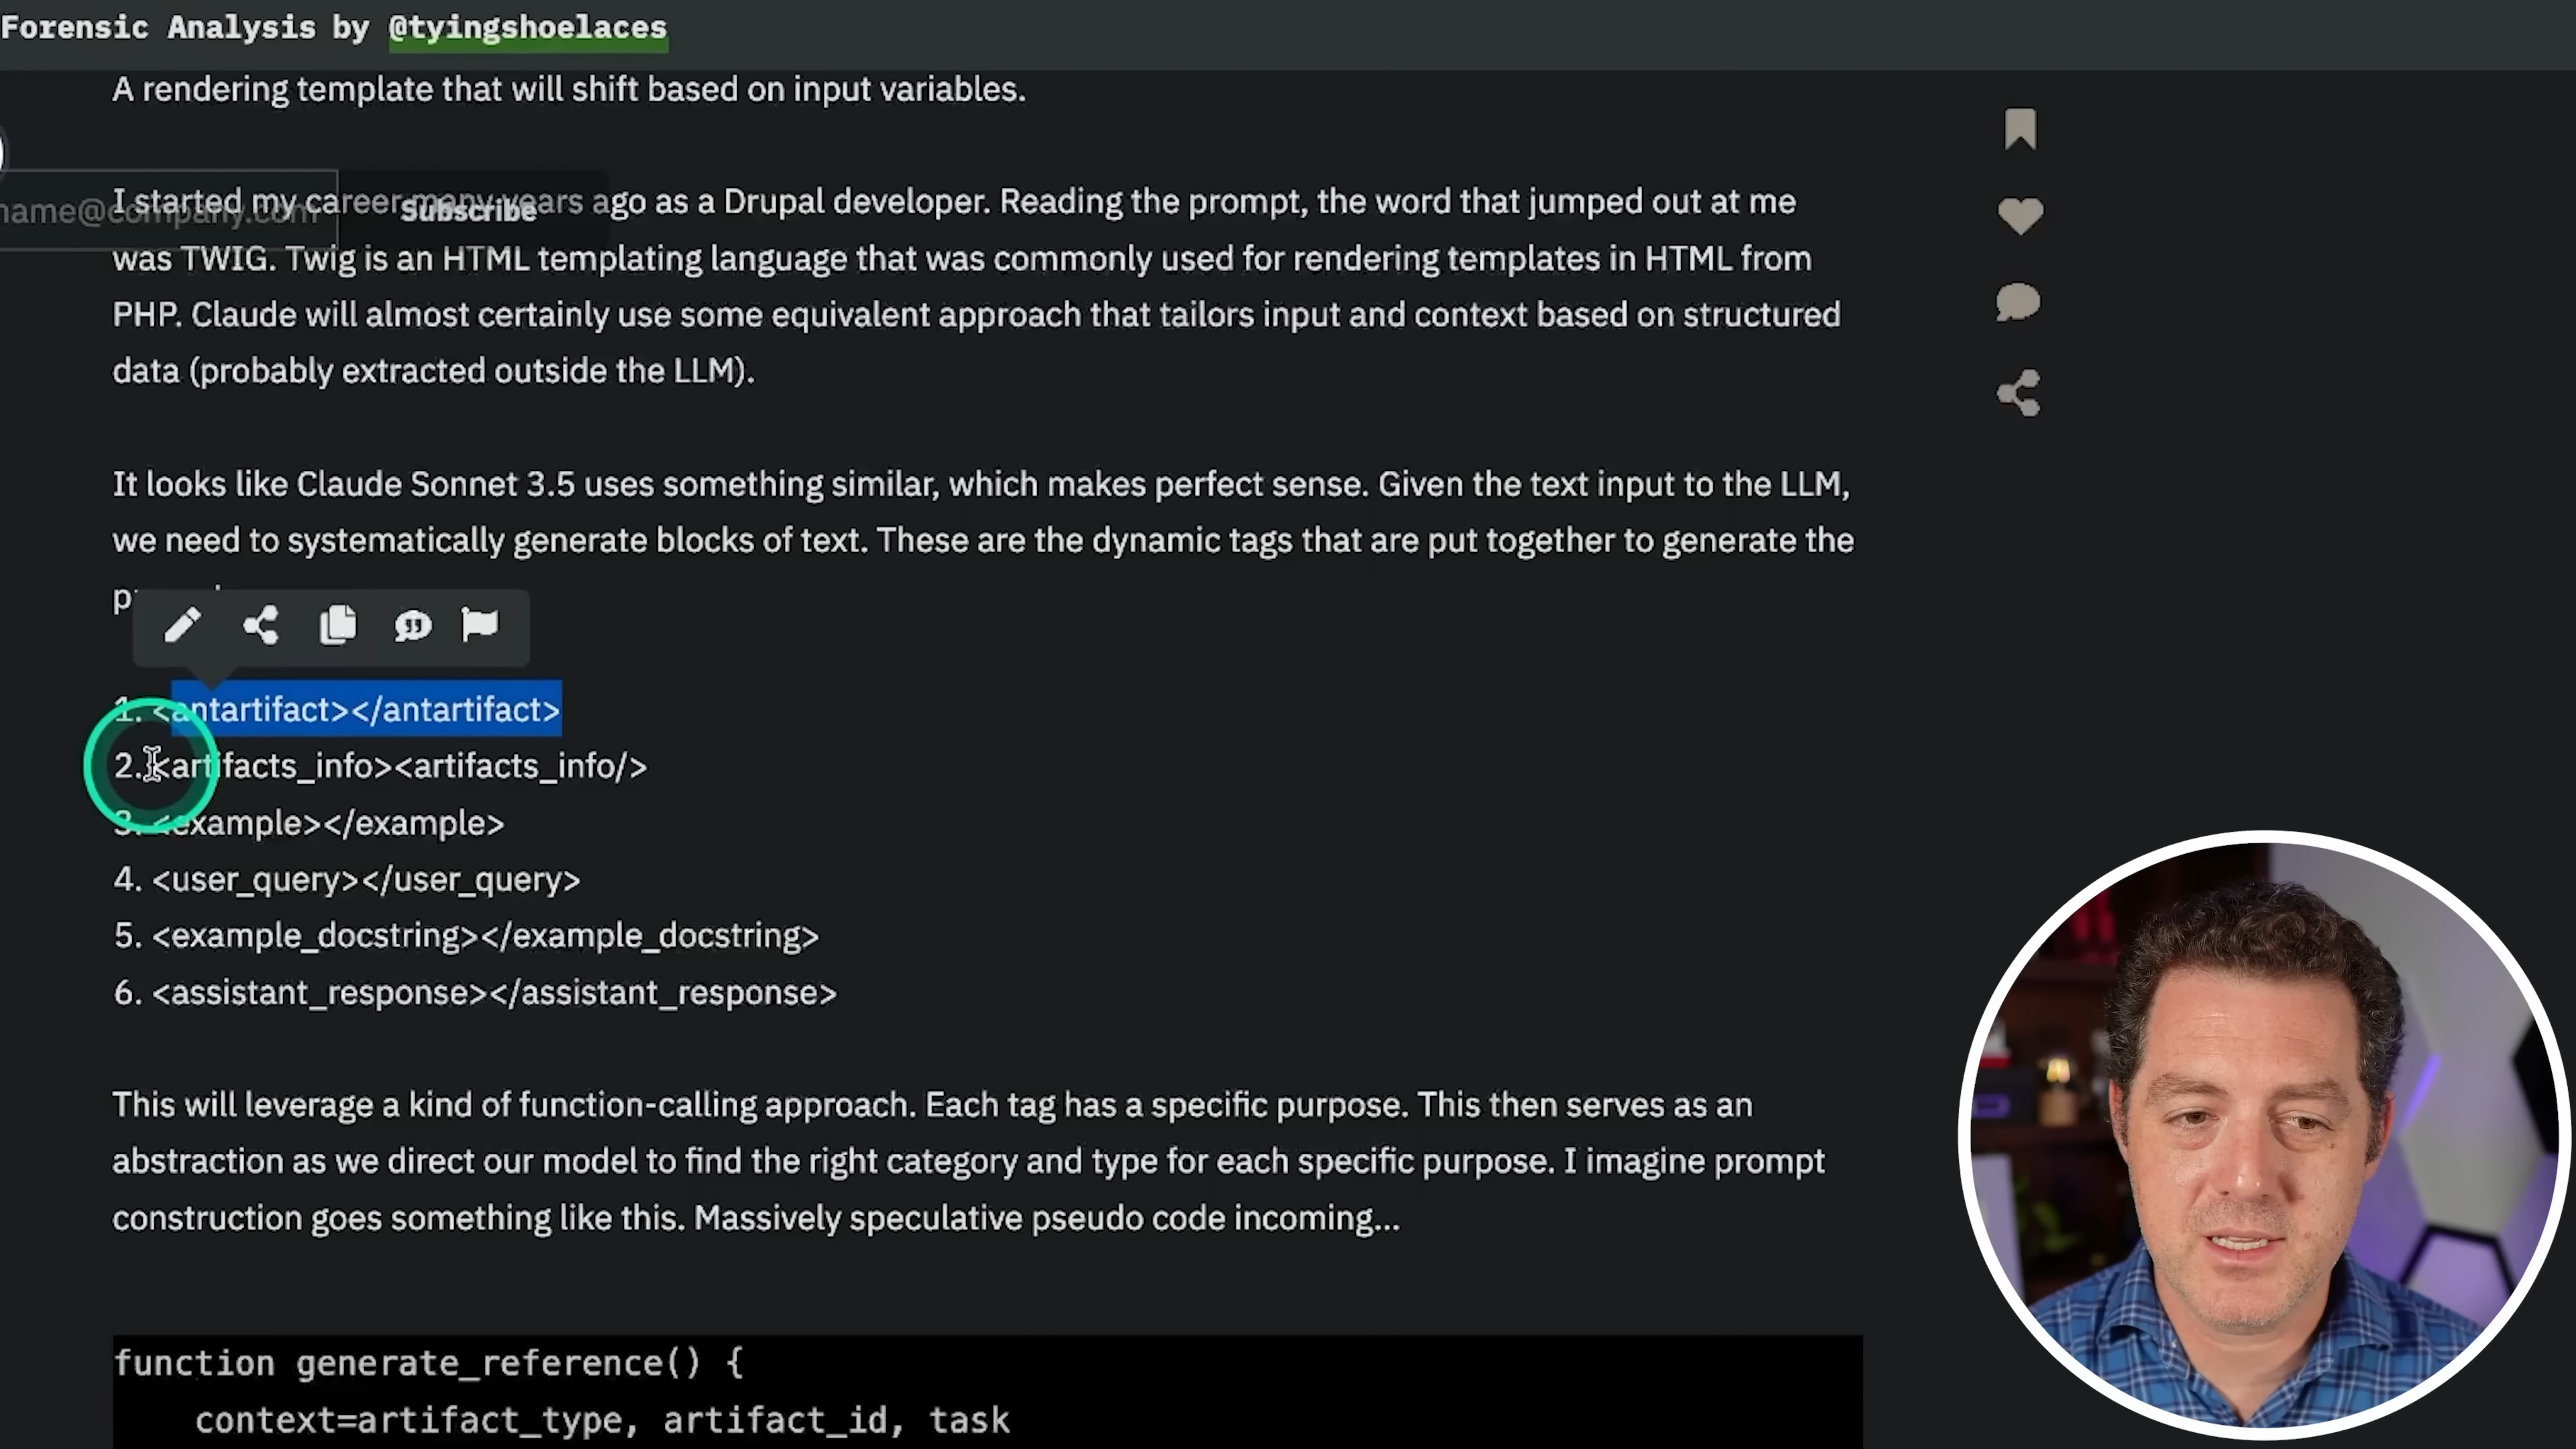 Forensic Analysis by @tyingshoelaces
A rendering template that will shift based on input variables.
name@company.com
Subscribe
I started my career many years ago as a Drupal developer. Reading the prompt, the word that jumped out at me
was TWIG. Twig is an HTML templating language that was commonly used for rendering templates in HTML from
PHP. Claude will almost certainly use some equivalent approach that tailors input and context based on structured
data (probably extracted outside the LLM).
It looks like Claude Sonnet 3.5 uses something similar, which makes perfect sense. Given the text input to the LLM,
we need to systematically generate blocks of text. These are the dynamic tags that are put together to generate the
1. <antartifact></antartifact>
2. <artifacts_info><artifacts_info/>
3. <example></example>
4. <user_query></user_query>
5. <example_docstring></example_docstring>
6. <assistant_response></assistant_response>
This will leverage a kind of function-calling approach. Each tag has a specific purpose. This then serves as an
abstraction as we direct our model to find the right category and type for each specific purpose. I imagine prompt
construction goes something like this. Massively speculative pseudo code incoming...
function generate_reference() {
context=artifact_type, artifact_id, task